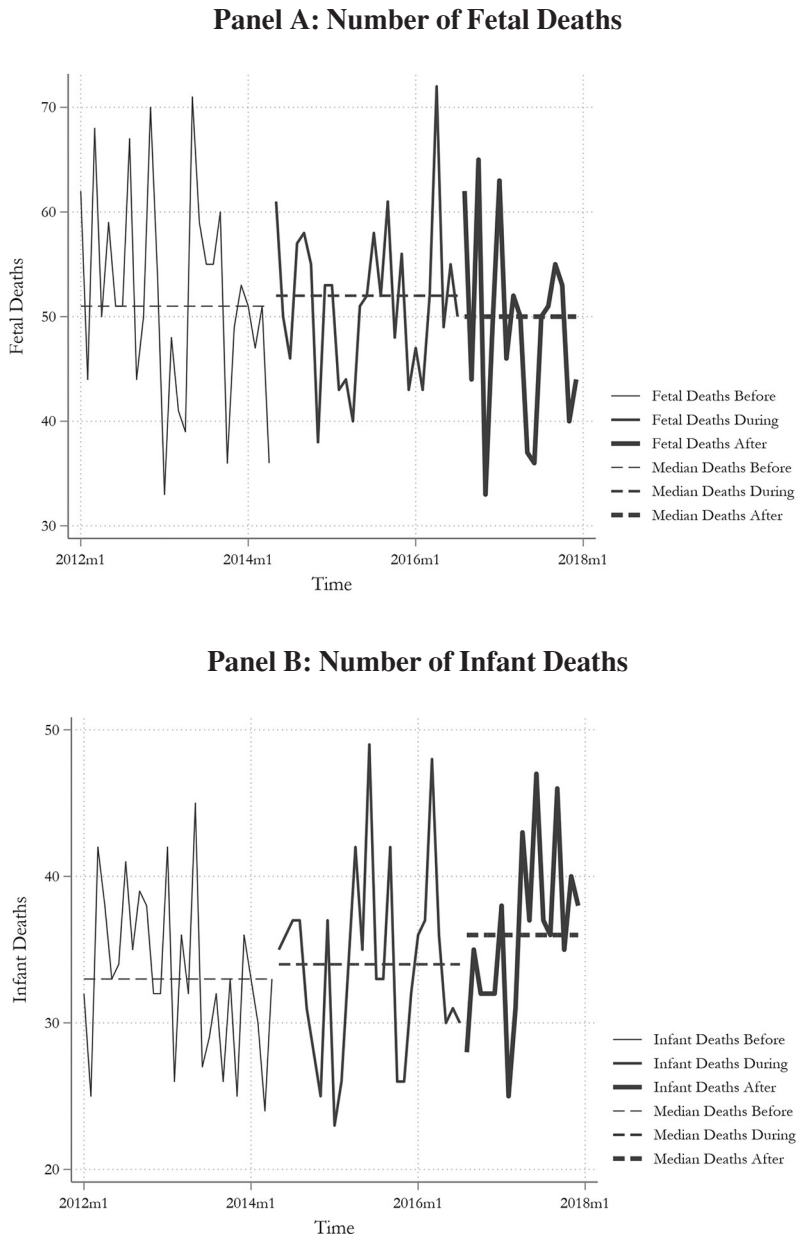 Panel A: Number of Fetal Deaths
70
60
50
40
30
Fetal Deaths
2012m1 2014m1 2016m1 2018m1
Time
Fetal Deaths Before
Fetal Deaths During
Fetal Deaths After
Median Deaths Before
Median Deaths During
Median Deaths After
Panel B: Number of Infant Deaths
50
40
30
20
Infant Deaths
2012m1 2014m1 2016m1 2018m1
Time
Infant Deaths Before
Infant Deaths During
Infant Deaths After
Median Deaths Before
Median Deaths During
Median Deaths After